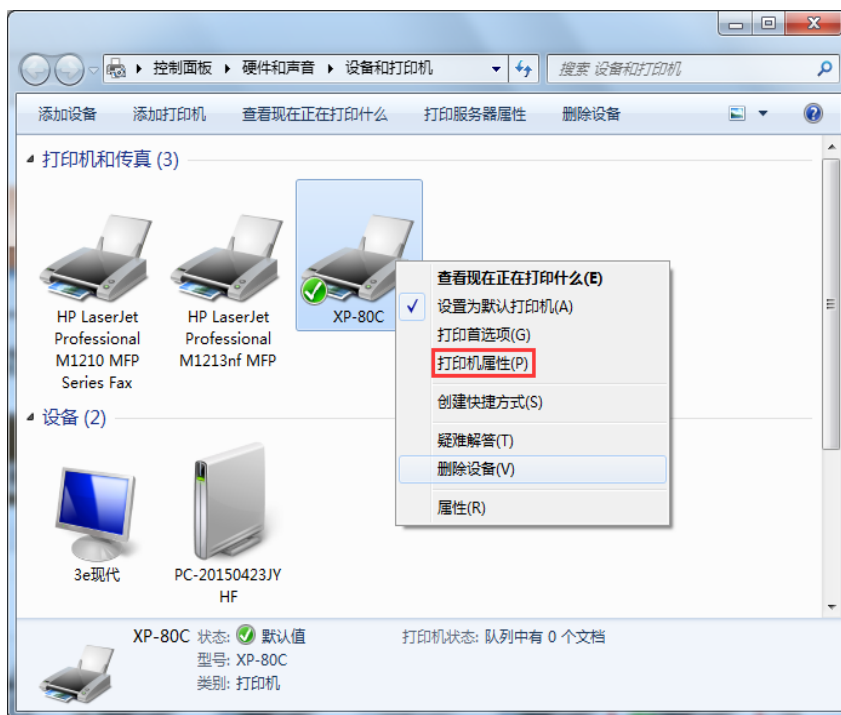 控制面板 硬件和声音 设备和打印机 搜索 设备和打印机
添加设备 添加打印机 查看现在正在打印什么 打印服务器属性 删除设备
打印机和传真 (3)
HP LaserJet
Professional
M1210 MFP
Series Fax
HP LaserJet
Professional
M1213nf MFP
XP-80C
查看现在正在打印什么(E)
设置为默认打印机(A)
打印首选项(G)
打印机属性(P)
创建快捷方式(S)
疑难解答(T)
删除设备(V)
属性(R)
设备 (2)
3e现代
PC-20150423JY
HF
XP-80C 状态: 默认值 打印机状态: 队列中有 0 个文档
型号: XP-80C
类别: 打印机